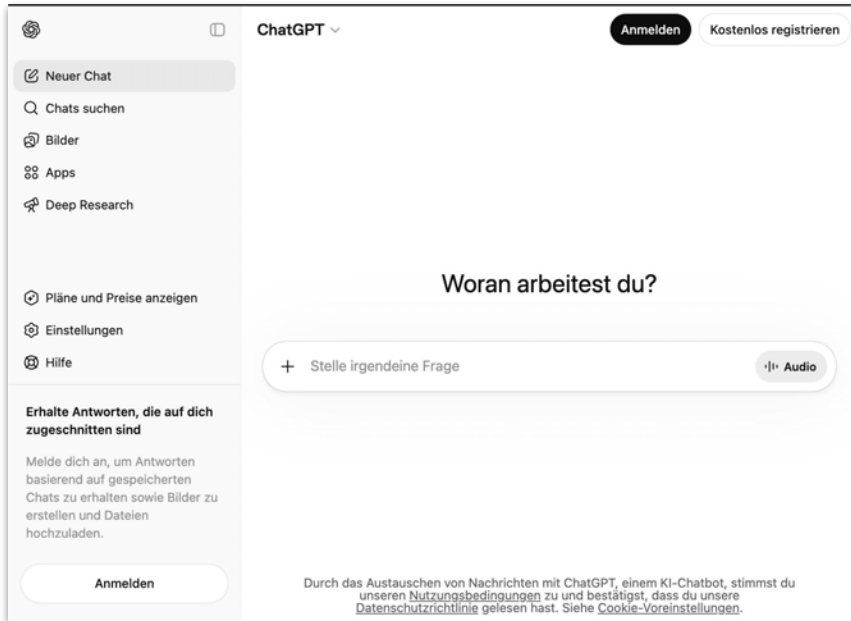 ChatGPT
Anmelden
Kostenlos registrieren
Neuer Chat
Chats suchen
Bilder
Apps
Deep Research
Pläne und Preise anzeigen
Einstellungen
Hilfe
Erhalte Antworten, die auf dich
zugeschnitten sind
Melde dich an, um Antworten
basierend auf gespeicherten
Chats zu erhalten sowie Bilder zu
erstellen und Dateien
hochzuladen.
Anmelden
Woran arbeitest du?
Stelle irgendeine Frage
Audio
Durch das Austauschen von Nachrichten mit ChatGPT, einem KI-Chatbot, stimmst du
unseren Nutzungsbedingungen zu und bestätigst, dass du unsere
Datenschutzrichtlinie gelesen hast. Siehe Cookie-Voreinstellungen.